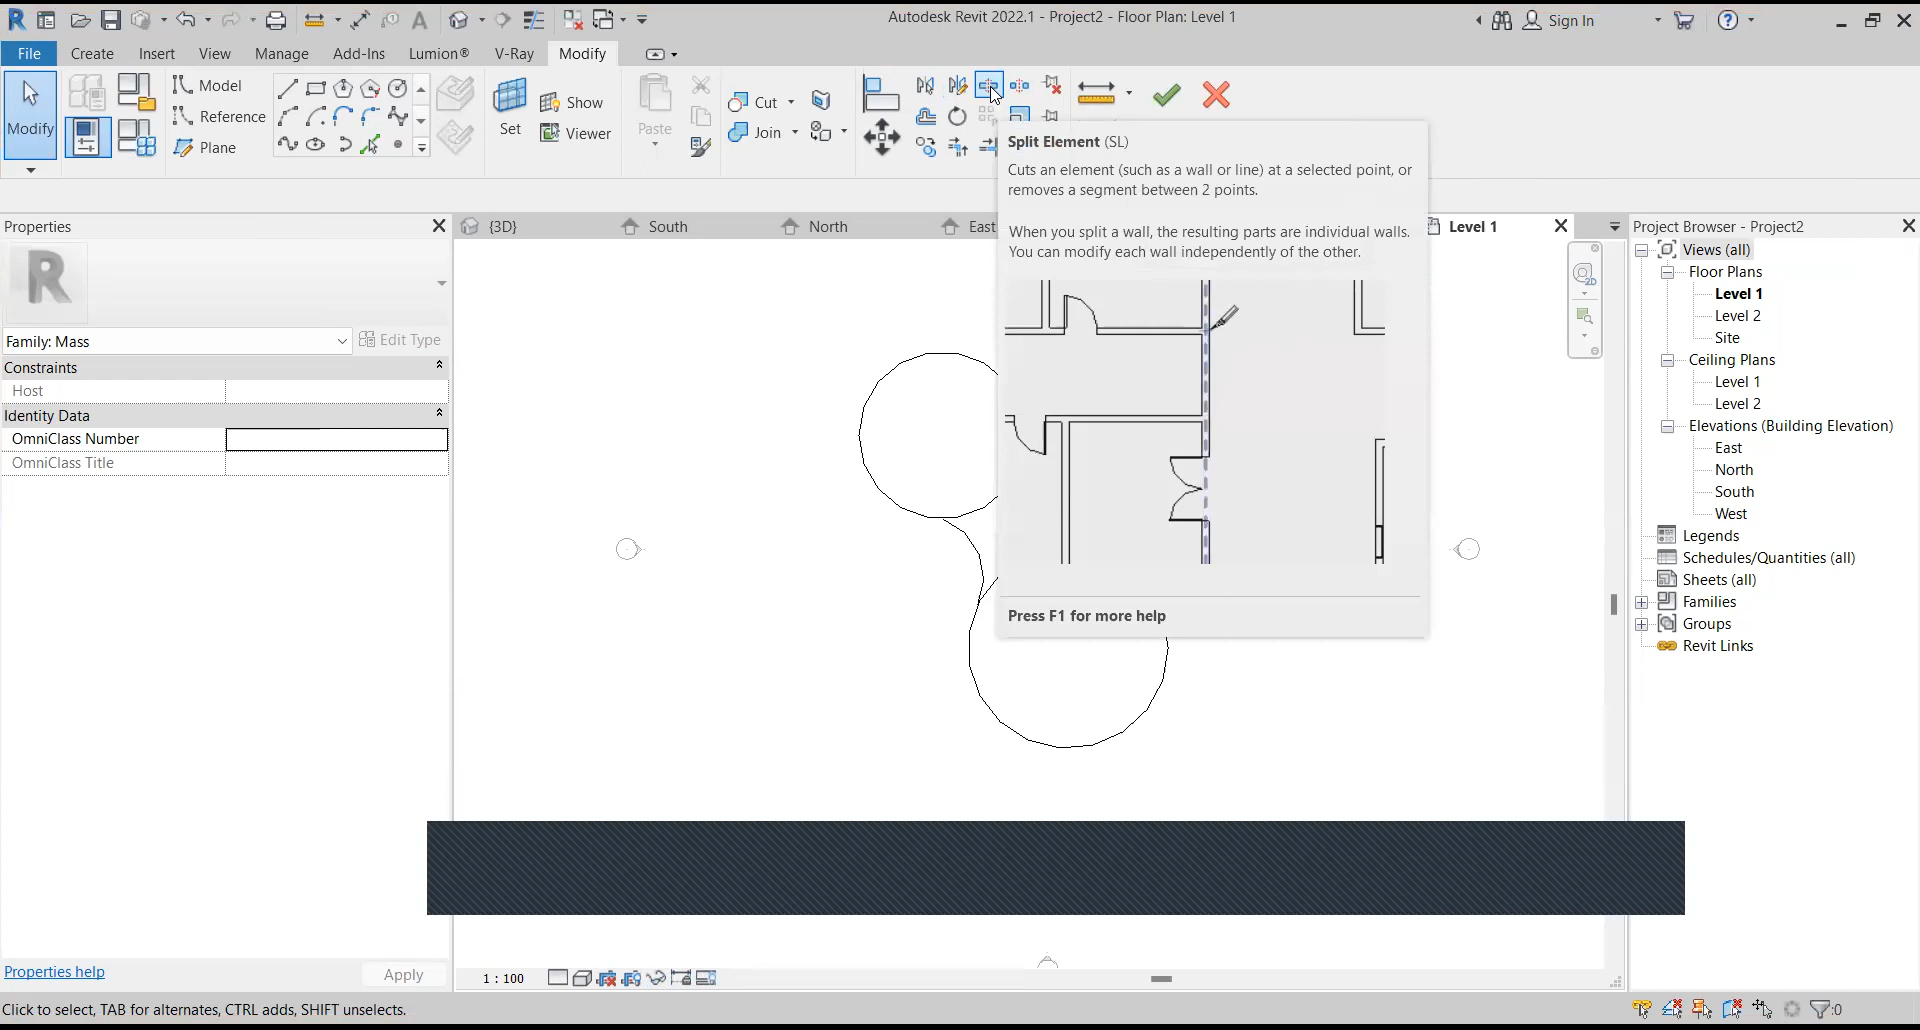 Autodesk Revit 2022.1 - Project2 - Floor Plan: Level 1
Sign In
File
Create
Insert
View
Manage
Add-Ins
Lumion®
V-Ray
Modify
Modify
Model
Reference
Plane
Set
Show
Viewer
Paste
Cut
Join
Split Element (SL)
Cuts an element (such as a wall or line) at a selected point, or
removes a segment between 2 points.
When you split a wall, the resulting parts are individual walls.
You can modify each wall independently of the other.
Press F1 for more help
Properties
Family: Mass
Edit Type
Constraints
Host
Identity Data
OmniClass Number
OmniClass Title
Properties help
Apply
{3D}
South
North
East
Level 1
2D
Project Browser - Project2
Views (all)
Floor Plans
Level 1
Level 2
Site
Ceiling Plans
Level 1
Level 2
Elevations (Building Elevation)
East
North
South
West
Legends
Schedules/Quantities (all)
Sheets (all)
Families
Groups
Revit Links
1 : 100
Click to select, TAB for alternates, CTRL adds, SHIFT unselects.
:0